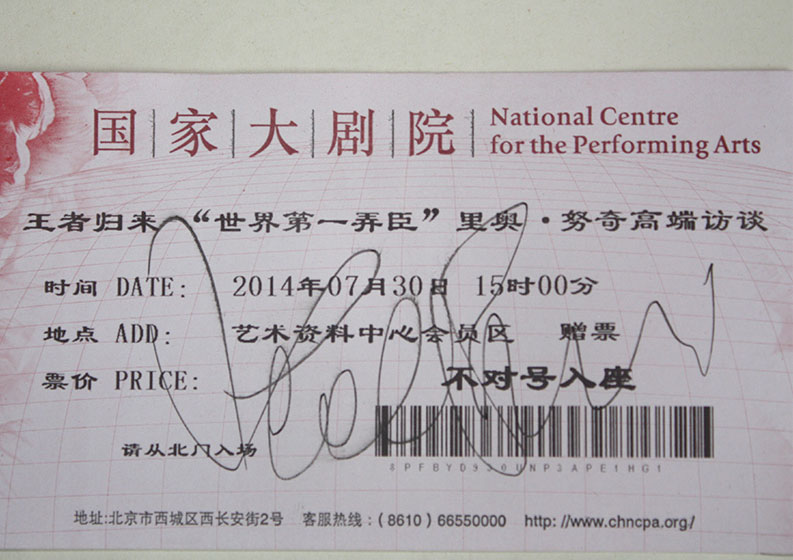 国家大剧院 National Centre
for the Performing Arts
王者归来 “世界第一弄臣”里奥·努奇高端访谈
时间 DATE: 2014年07月30日 15时00分
地点 ADD: 艺术资料中心会员区 赠票
票价 PRICE: 不对号入座
请从北门入场
8PFBYD930UNP3APE1HG1
地址:北京市西城区西长安街2号 客服热线:(8610) 66550000 http: //www.chncpa.org/